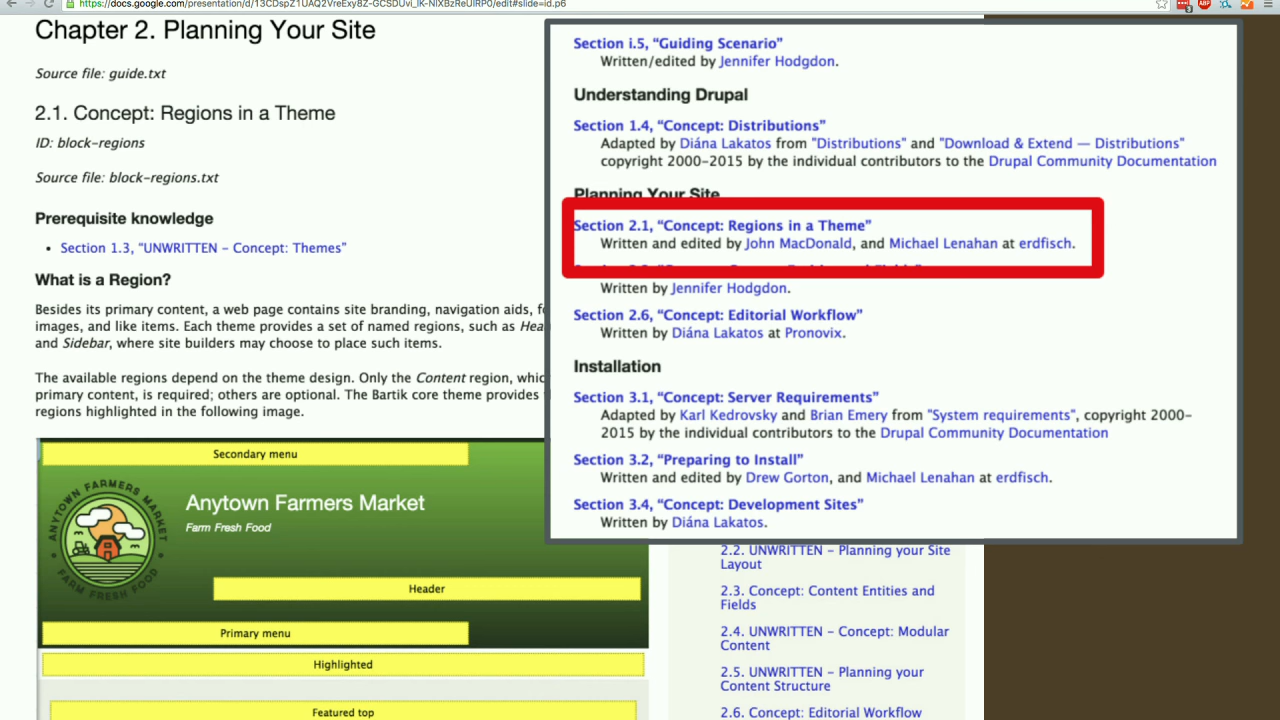 https://docs.google.com/presentation/d/13CDspZ1UAQ2VreExy8Z-GCSDUvi_lK-NlXBzReUlRP0/edit#slide=id.p6
Chapter 2. Planning Your Site
Source file: guide.txt
2.1. Concept: Regions in a Theme
ID: block-regions
Source file: block-regions.txt
Prerequisite knowledge
• Section 1.3, “UNWRITTEN – Concept: Themes”
What is a Region?
Besides its primary content, a web page contains site branding, navigation aids,
images, and like items. Each theme provides a set of named regions, such as
and Sidebar, where site builders may choose to place such items.
The available regions depend on the theme design. Only the Content region,
primary content, is required; others are optional. The Bartik core theme provides
regions highlighted in the following image.
Secondary menu
ANYTOWN FARMERS MARKET
FARM FRESH FOOD
Anytown Farmers Market
Farm Fresh Food
Header
Primary menu
Highlighted
Featured top
Section i.5, “Guiding Scenario”
Written/edited by Jennifer Hodgdon.
Understanding Drupal
Section 1.4, “Concept: Distributions”
Adapted by Diána Lakatos from "Distributions" and "Download & Extend — Distributions"
copyright 2000-2015 by the individual contributors to the Drupal Community Documentation
Planning Your Site
Section 2.1, “Concept: Regions in a Theme”
Written and edited by John MacDonald, and Michael Lenahan at erdfisch.
Written by Jennifer Hodgdon.
Section 2.6, “Concept: Editorial Workflow”
Written by Diána Lakatos at Pronovix.
Installation
Section 3.1, “Concept: Server Requirements”
Adapted by Karl Kedrovsky and Brian Emery from "System requirements", copyright 2000-
2015 by the individual contributors to the Drupal Community Documentation
Section 3.2, “Preparing to Install”
Written and edited by Drew Gorton, and Michael Lenahan at erdfisch.
Section 3.4, “Concept: Development Sites”
Written by Diána Lakatos.
2.2. UNWRITTEN – Planning your Site
Layout
2.3. Concept: Content Entities and
Fields
2.4. UNWRITTEN – Concept: Modular
Content
2.5. UNWRITTEN – Planning your
Content Structure
2.6. Concept: Editorial Workflow